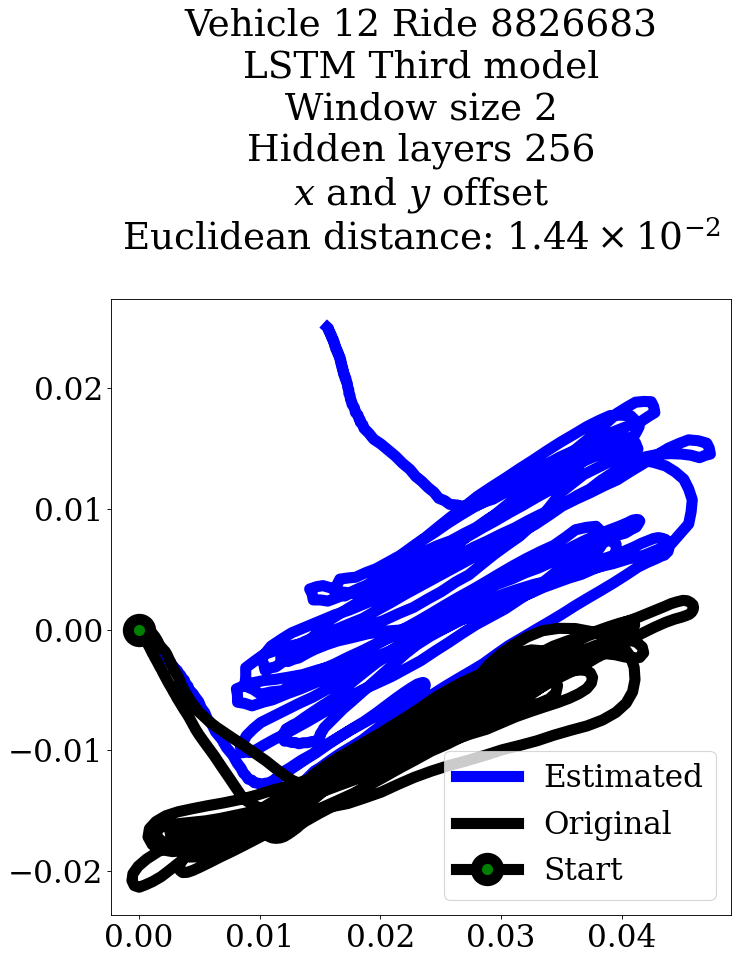 Vehicle 12 Ride 8826683
LSTM Third model
Window size 2
Hidden layers 256
x and y offset
Euclidean distance: 1.44 × 10⁻²
0.02
0.01
0.00
−0.01
−0.02
Estimated
Original
Start
0.00 0.01 0.02 0.03 0.04